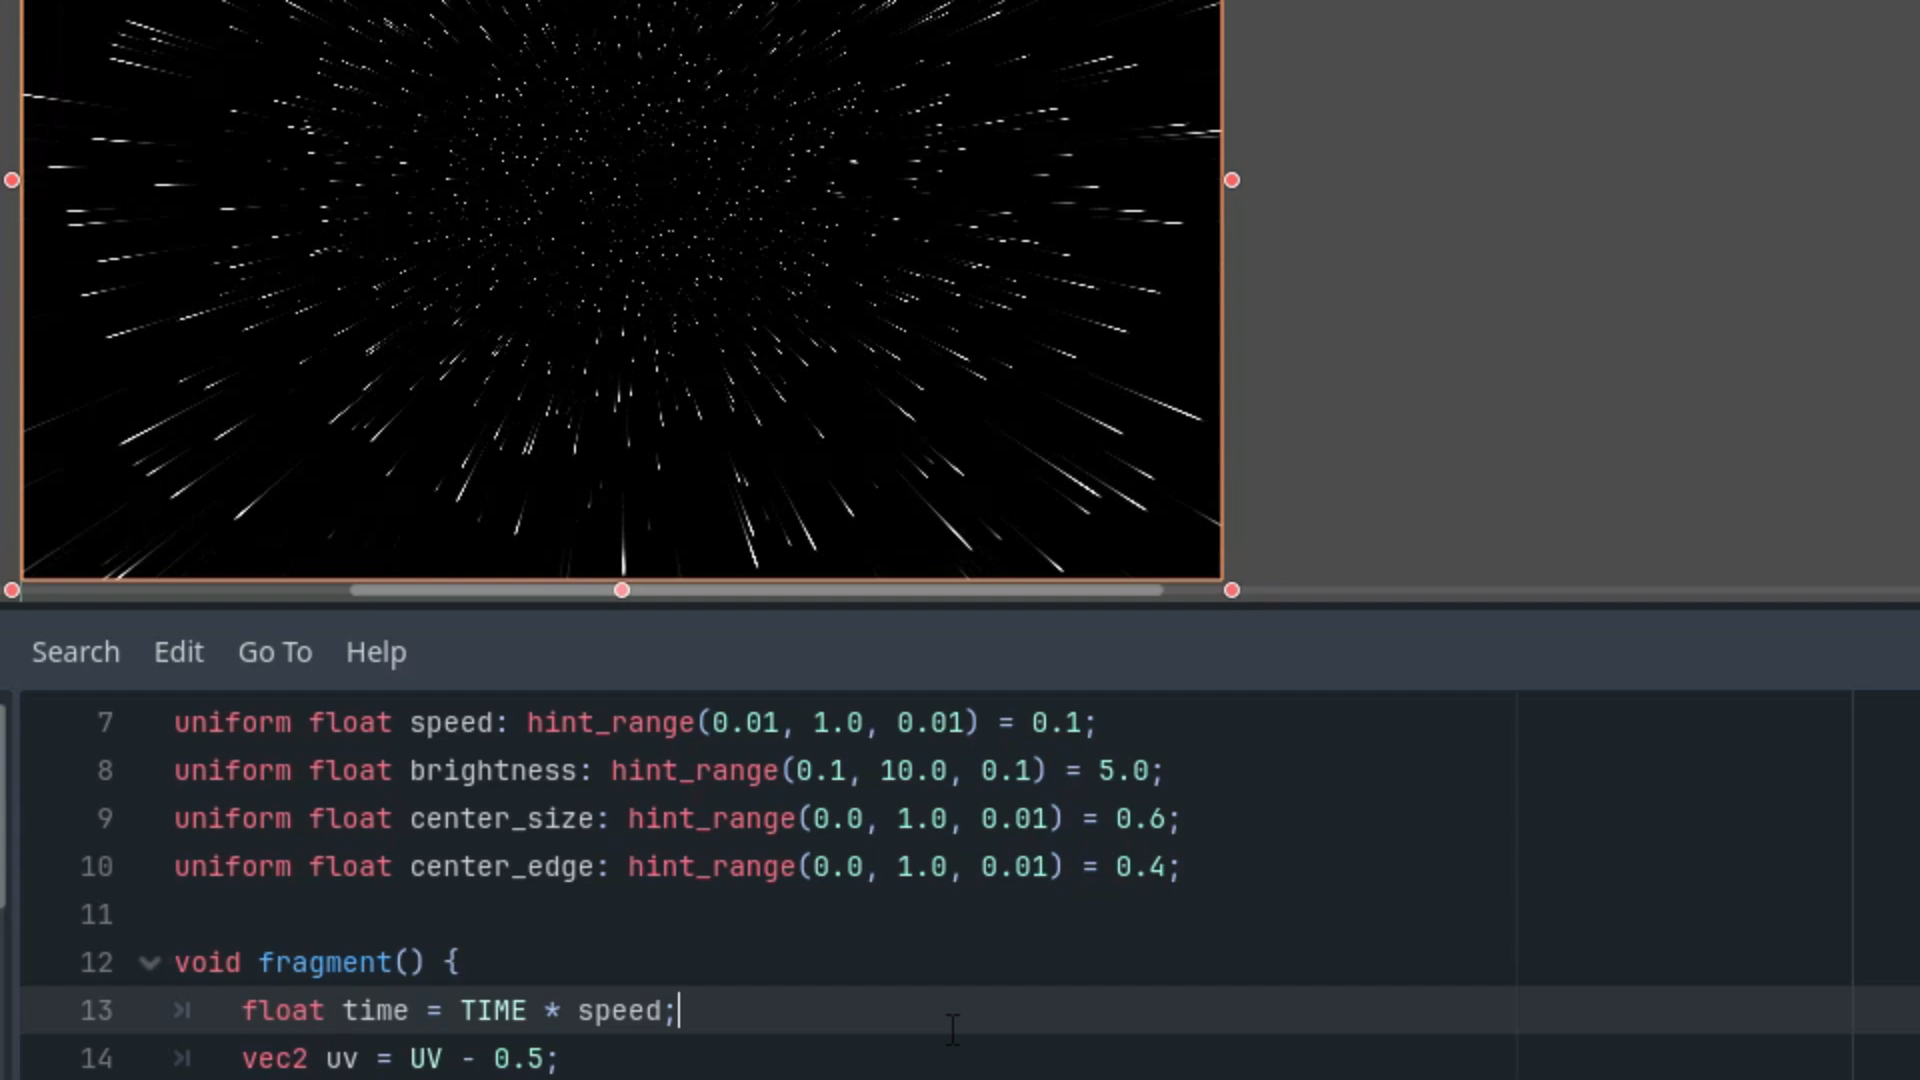 Search Edit Go To Help
7 uniform float speed: hint_range(0.01, 1.0, 0.01) = 0.1;
8 uniform float brightness: hint_range(0.1, 10.0, 0.1) = 5.0;
9 uniform float center_size: hint_range(0.0, 1.0, 0.01) = 0.6;
10 uniform float center_edge: hint_range(0.0, 1.0, 0.01) = 0.4;
11
12 void fragment() {
13 float time = TIME * speed;
14 vec2 uv = UV - 0.5;